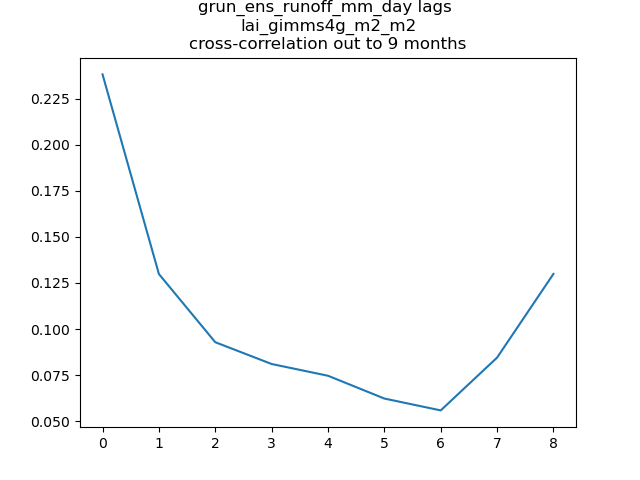 grun_ens_runoff_mm_day lags
lai_gimms4g_m2_m2
cross-correlation out to 9 months
0.225
0.200
0.175
0.150
0.125
0.100
0.075
0.050
0 1 2 3 4 5 6 7 8